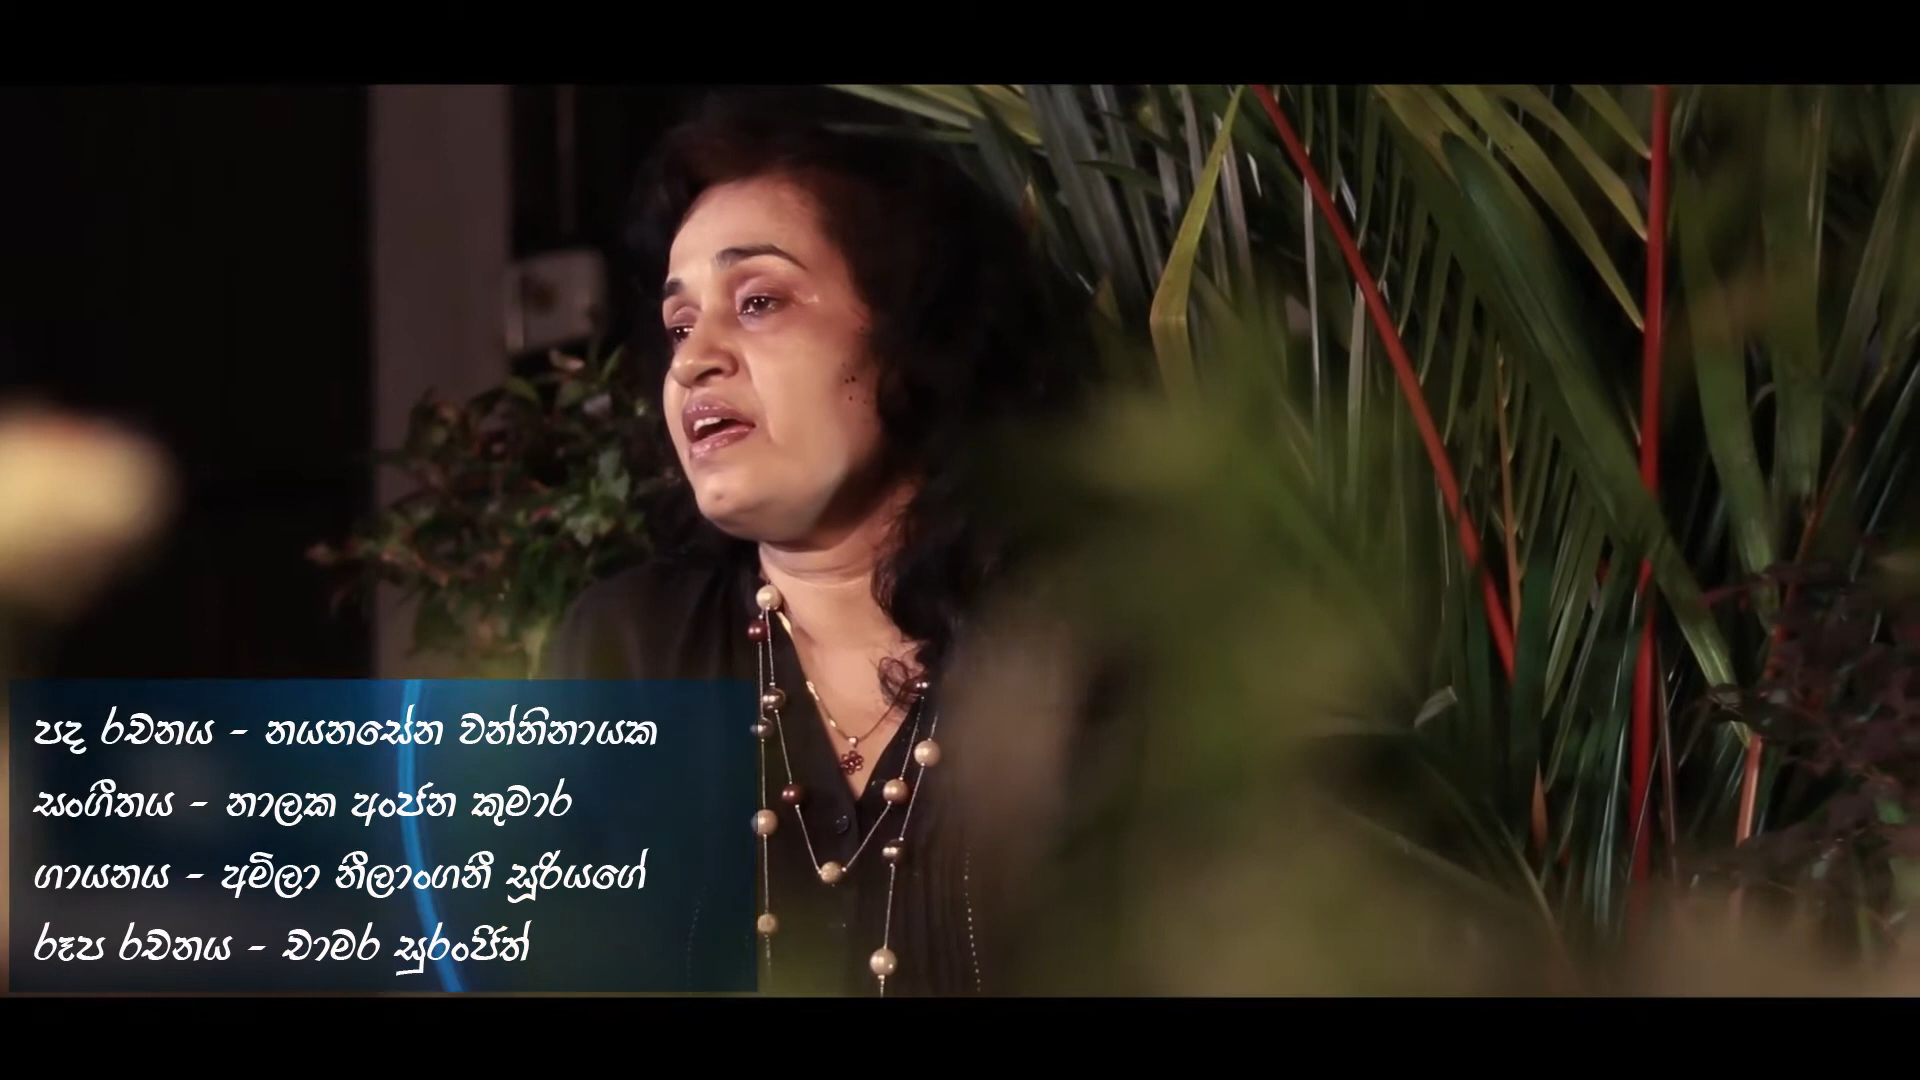 පද රචනය - නයනසේන වන්නිනායක
සංගීතය - නාලක අංජන කුමාර
ගායනය - අමිලා නීලාංගනී සූරියගේ
රූප රචනය - චාමර සුරංජිත්